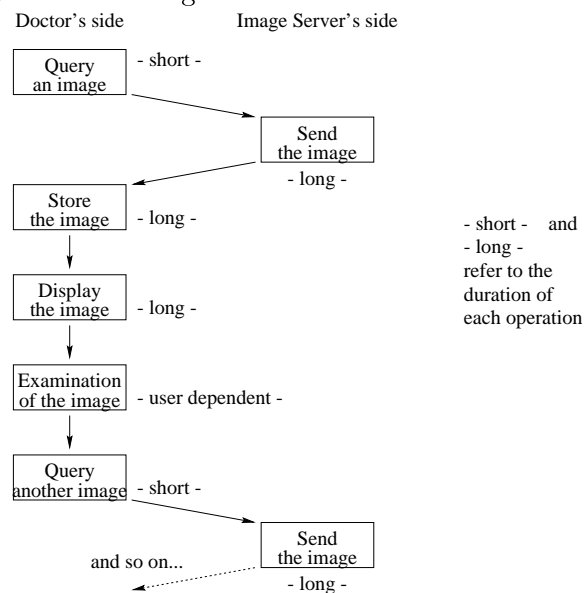 Doctor's side
Image Server's side
Query
an image
- short -
Send
the image
- long -
Store
the image
- long -
- short - and
- long -
refer to the
duration of
each operation
Display
the image
- long -
Examination
of the image
- user dependent -
Query
another image
- short -
Send
the image
and so on...
- long -